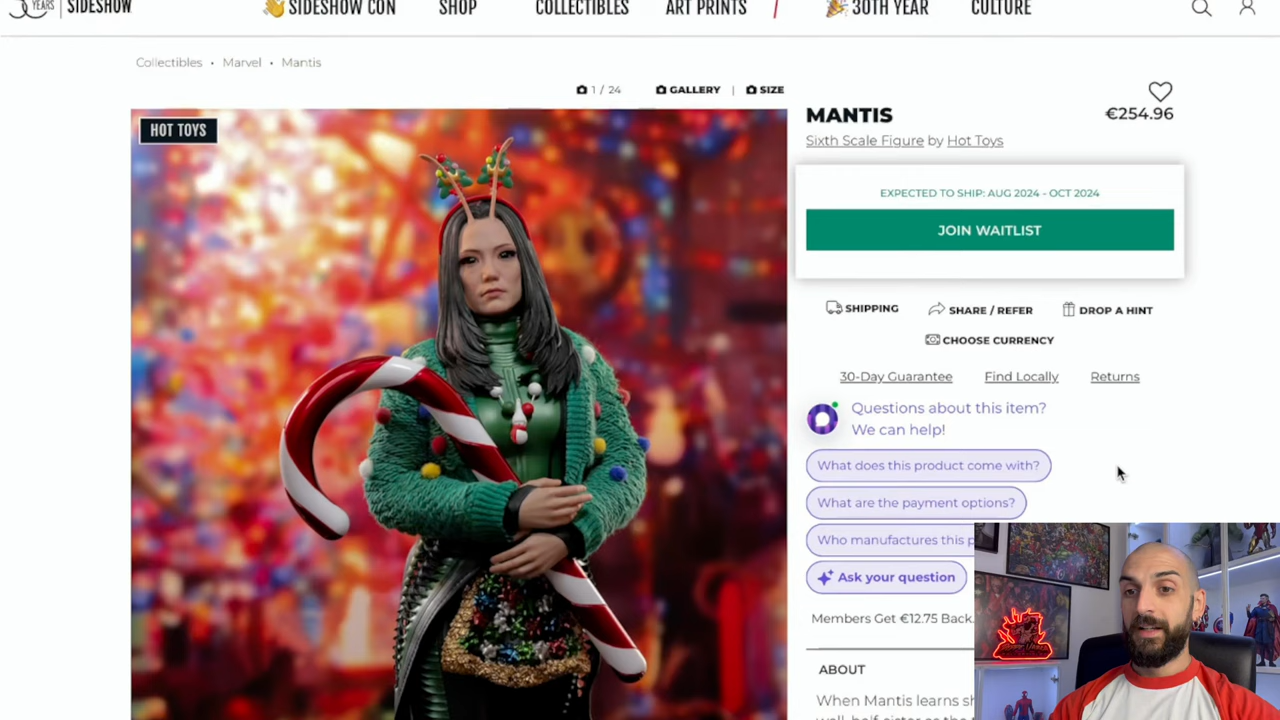 30 YEARS | SIDESHOW
👋 SIDESHOW CON
SHOP
COLLECTIBLES
ART PRINTS
/
🎉 30TH YEAR
CULTURE
Collectibles • Marvel • Mantis
1 / 24
GALLERY | SIZE
HOT TOYS
MANTIS
€254.96
Sixth Scale Figure by Hot Toys
EXPECTED TO SHIP: AUG 2024 - OCT 2024
JOIN WAITLIST
SHIPPING
SHARE / REFER
DROP A HINT
CHOOSE CURRENCY
30-Day Guarantee
Find Locally
Returns
Questions about this item?
We can help!
What does this product come with?
What are the payment options?
Who manufactures this p
Ask your question
Members Get €12.75 Back.
ABOUT
When Mantis learns sh